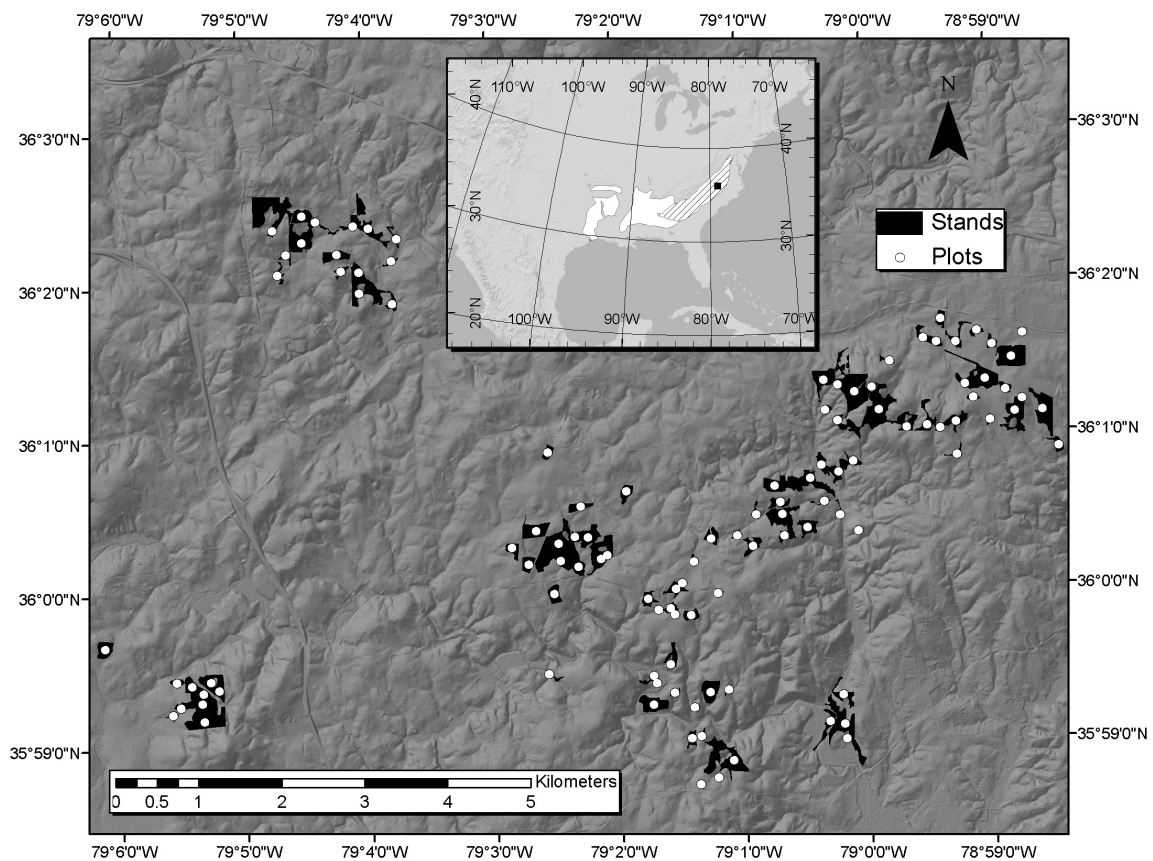 79°6'0"W 79°5'0"W 79°4'0"W 79°3'0"W 79°2'0"W 79°1'0"W 79°0'0"W 78°59'0"W
110°W 100°W 90°W 80°W 70°W
40°N
40°N
30°N
30°N
20°N
100°W 90°W 80°W 70°W
N
Stands
Plots
36°3'0"N
36°3'0"N
36°2'0"N
36°2'0"N
36°1'0"N
36°1'0"N
36°0'0"N
36°0'0"N
35°59'0"N
35°59'0"N
Kilometers
0 0.5 1 2 3 4 5
79°6'0"W 79°5'0"W 79°4'0"W 79°3'0"W 79°2'0"W 79°1'0"W 79°0'0"W 78°59'0"W